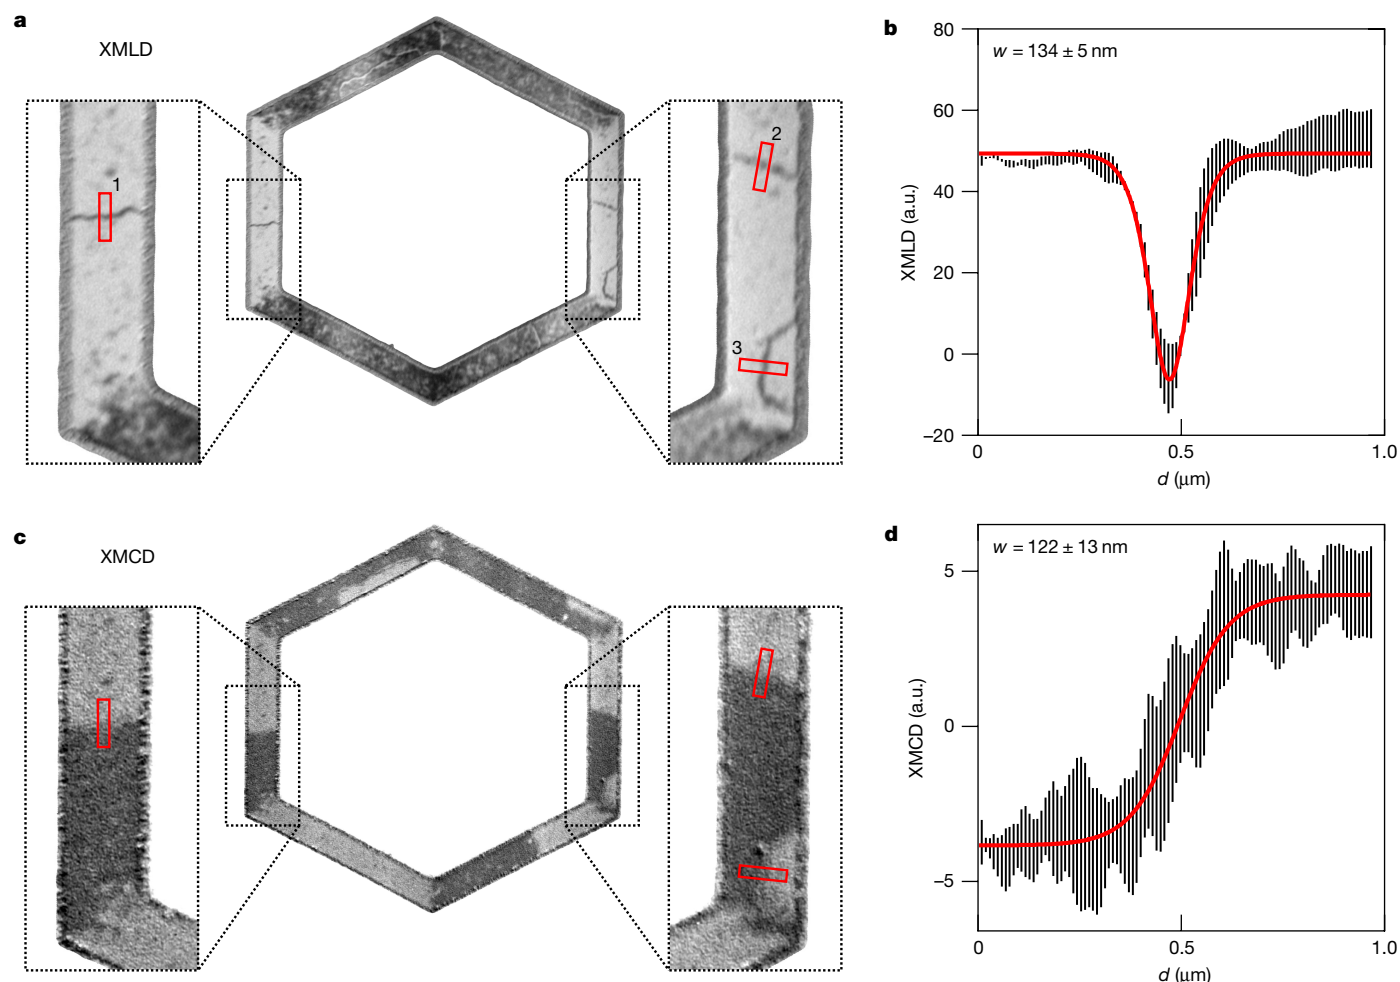 a
XMLD
1
2
3
b
w = 134 ± 5 nm
80
60
40
20
0
–20
XMLD (a.u.)
0
0.5
1.0
d (μm)
c
XMCD
d
w = 122 ± 13 nm
5
0
–5
XMCD (a.u.)
0
0.5
1.0
d (μm)